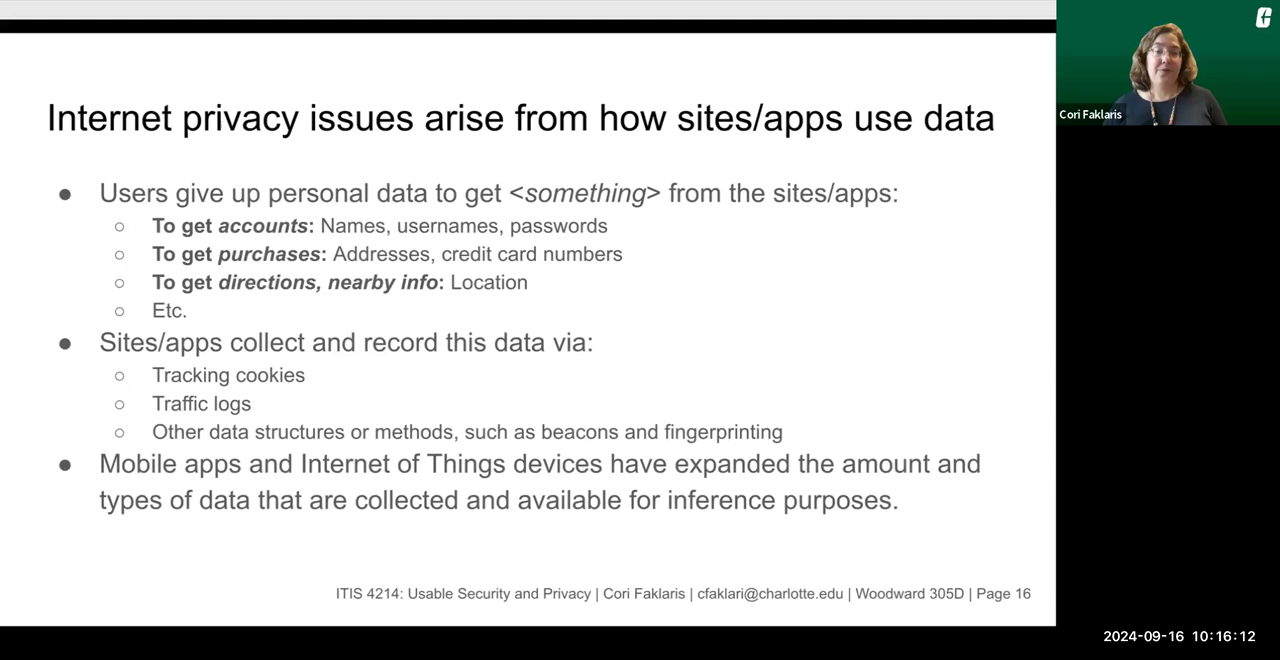 Internet privacy issues arise from how sites/apps use data
● Users give up personal data to get <something> from the sites/apps:
○ To get accounts: Names, usernames, passwords
○ To get purchases: Addresses, credit card numbers
○ To get directions, nearby info: Location
○ Etc.
● Sites/apps collect and record this data via:
○ Tracking cookies
○ Traffic logs
○ Other data structures or methods, such as beacons and fingerprinting
● Mobile apps and Internet of Things devices have expanded the amount and
types of data that are collected and available for inference purposes.
ITIS 4214: Usable Security and Privacy | Cori Faklaris | cfaklari@charlotte.edu | Woodward 305D | Page 16
Cori Faklaris
2024-09-16 10:16:12